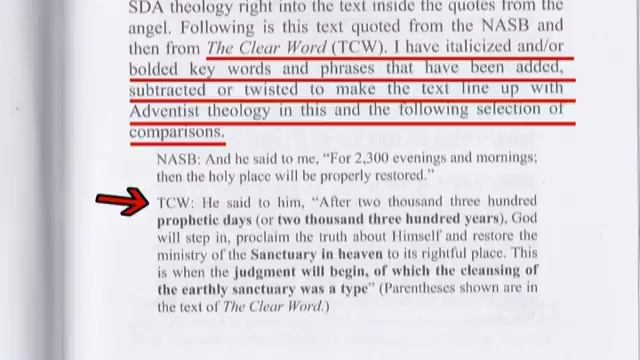 SDA theology right into the text inside the quotes from the
angel. Following is this text quoted from the NASB and
then from The Clear Word (TCW). I have italicized and/or
bolded key words and phrases that have been added,
subtracted or twisted to make the text line up with
Adventist theology in this and the following selection of
comparisons.
NASB: And he said to me, “For 2,300 evenings and mornings;
then the holy place will be properly restored.”
TCW: He said to him, “After two thousand three hundred
prophetic days (or two thousand three hundred years), God
will step in, proclaim the truth about Himself and restore the
ministry of the Sanctuary in heaven to its rightful place. This
is when the judgment will begin, of which the cleansing of
the earthly sanctuary was a type” (Parentheses shown are in
the text of The Clear Word.)